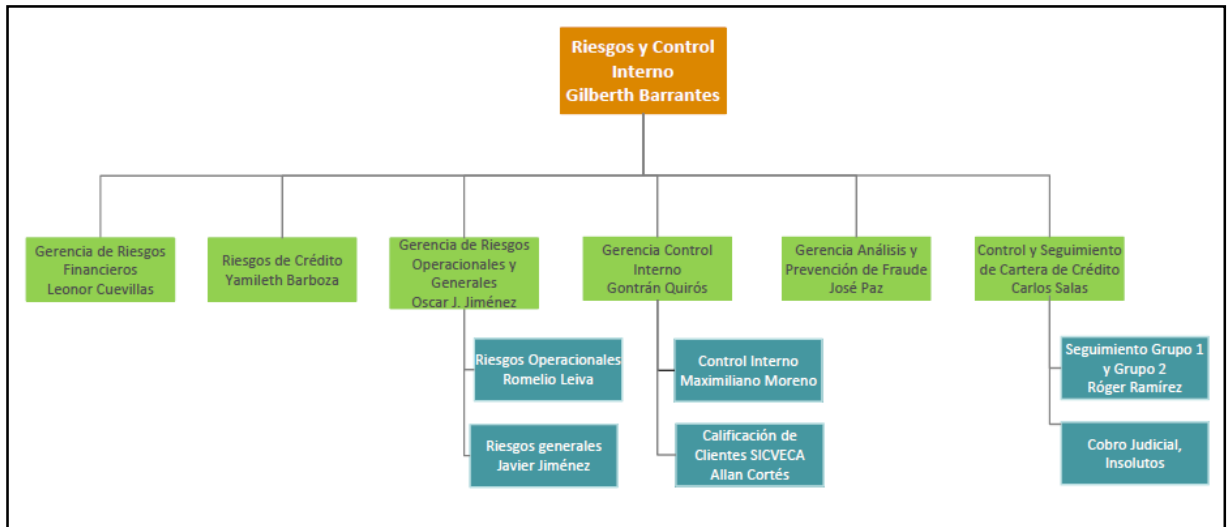 Riesgos y Control
Interno
Gilberth Barrantes
Gerencia de Riesgos
Financieros
Leonor Cuevillas
Riesgos de Crédito
Yamileth Barboza
Gerencia de Riesgos
Operacionales y
Generales
Oscar J. Jiménez
Gerencia Control
Interno
Gontrán Quirós
Gerencia Análisis y
Prevención de Fraude
José Paz
Control y Seguimiento
de Cartera de Crédito
Carlos Salas
Riesgos Operacionales
Romelio Leiva
Control Interno
Maximiliano Moreno
Seguimiento Grupo 1
y Grupo 2
Róger Ramírez
Riesgos generales
Javier Jiménez
Calificación de
Clientes SICVECA
Allan Cortés
Cobro Judicial,
Insolutos